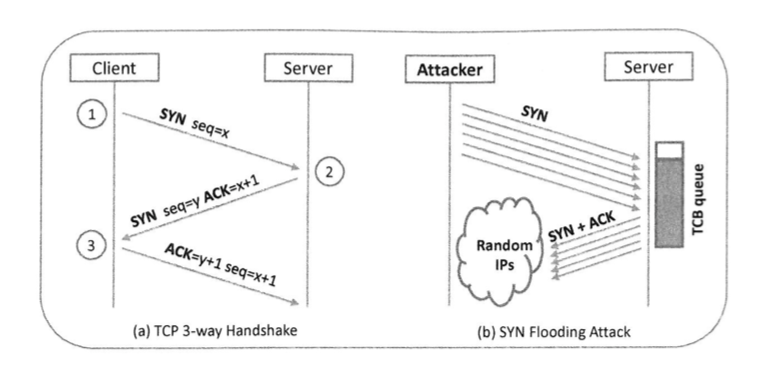 Client
Server
1
SYN seq=x
2
SYN seq=y ACK=x+1
3
ACK=y+1 seq=x+1
(a) TCP 3-way Handshake
Attacker
Server
SYN
TCB queue
SYN + ACK
Random
IPs
(b) SYN Flooding Attack